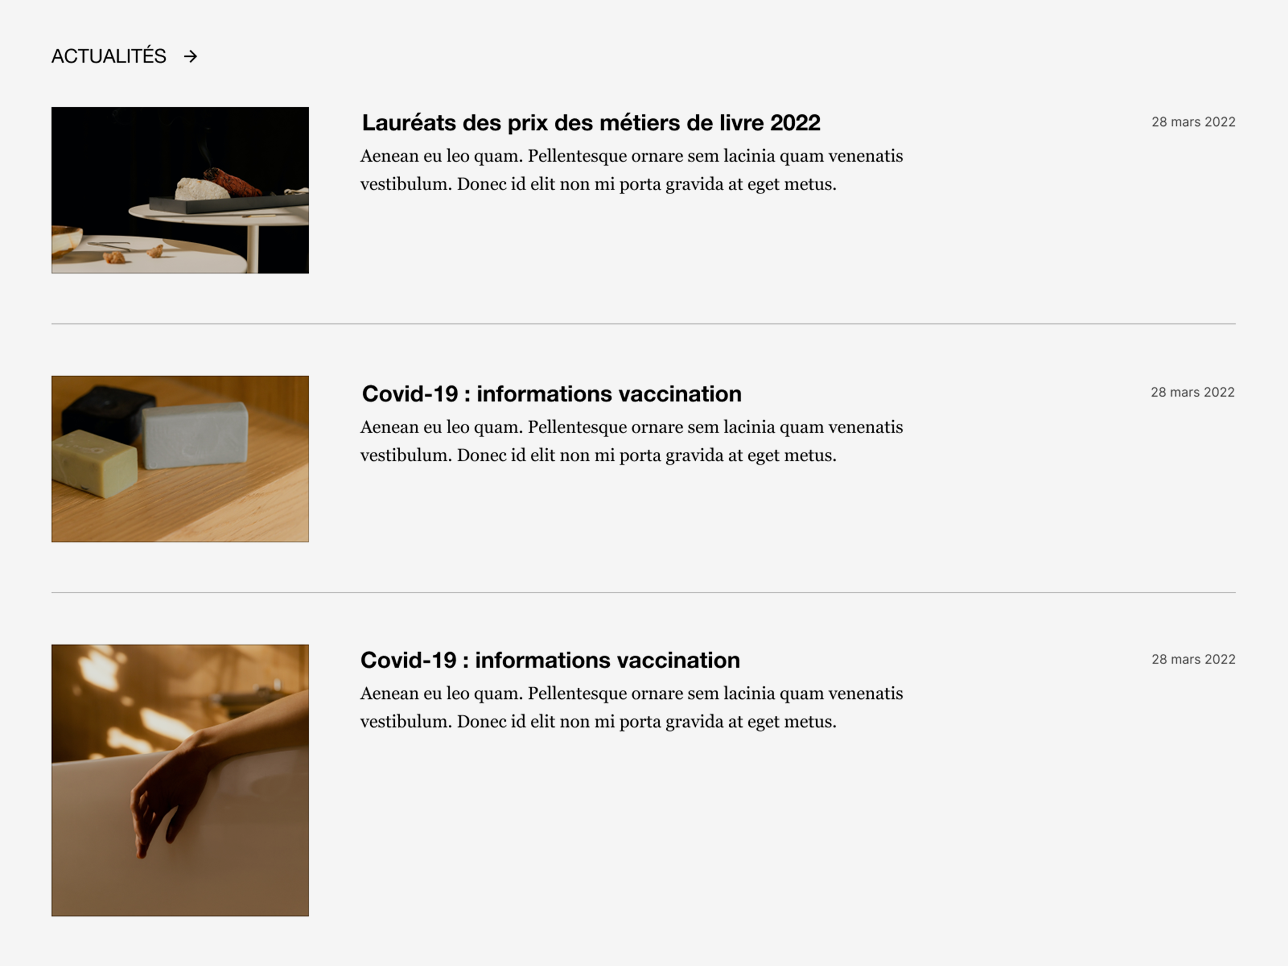 ACTUALITÉS →
Lauréats des prix des métiers de livre 2022
28 mars 2022
Aenean eu leo quam. Pellentesque ornare sem lacinia quam venenatis
vestibulum. Donec id elit non mi porta gravida at eget metus.
Covid-19 : informations vaccination
28 mars 2022
Aenean eu leo quam. Pellentesque ornare sem lacinia quam venenatis
vestibulum. Donec id elit non mi porta gravida at eget metus.
Covid-19 : informations vaccination
28 mars 2022
Aenean eu leo quam. Pellentesque ornare sem lacinia quam venenatis
vestibulum. Donec id elit non mi porta gravida at eget metus.